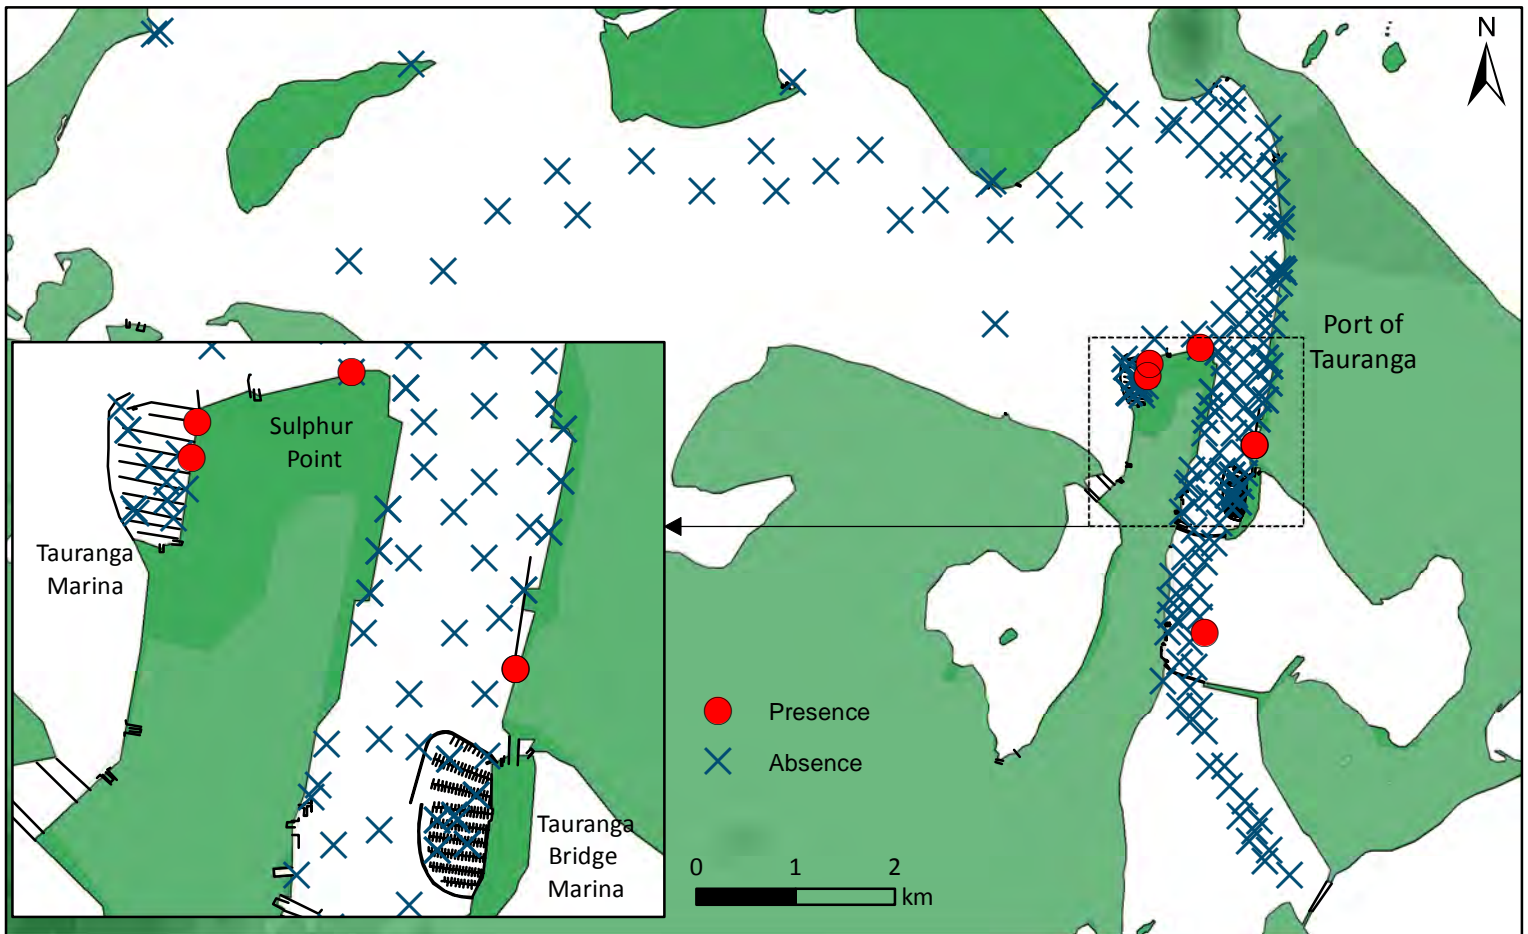 N
Port of
Tauranga
Sulphur
Point
Tauranga
Marina
Presence
Absence
Tauranga
Bridge
Marina
0 1 2
km